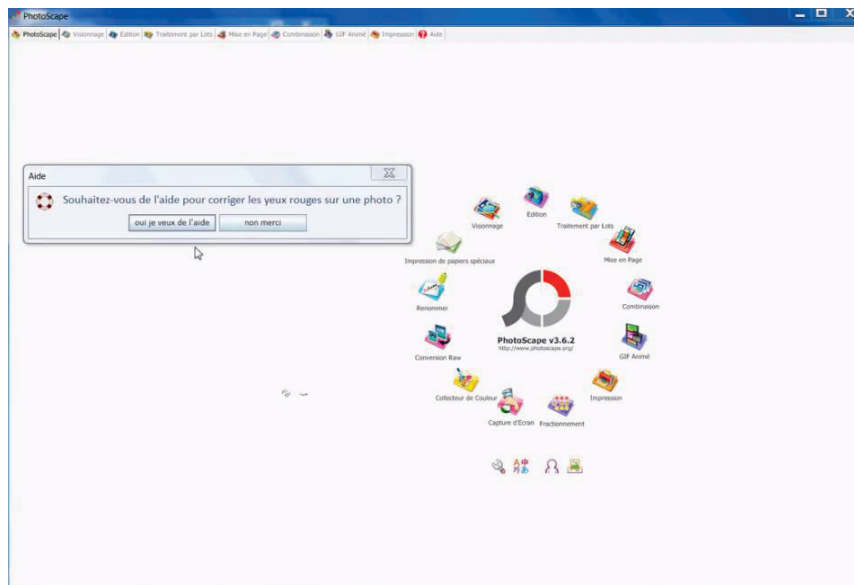 PhotoScape
PhotoScape Visionnage Edition Traitement par Lots Mise en Page Combinaison GIF Animé Impression Aide
Aide
Souhaitez-vous de l'aide pour corriger les yeux rouges sur une photo ?
oui je veux de l'aide non merci
Edition
Visionnage
Traitement par Lots
Impression de papiers spéciaux
Mise en Page
Renommer
Combinaison
PhotoScape v3.6.2
http://www.photoscape.org/
Conversion Raw
GIF Animé
Collecteur de Couleur
Impression
Capture d'Ecran
Fractionnement
A 中
가 あ